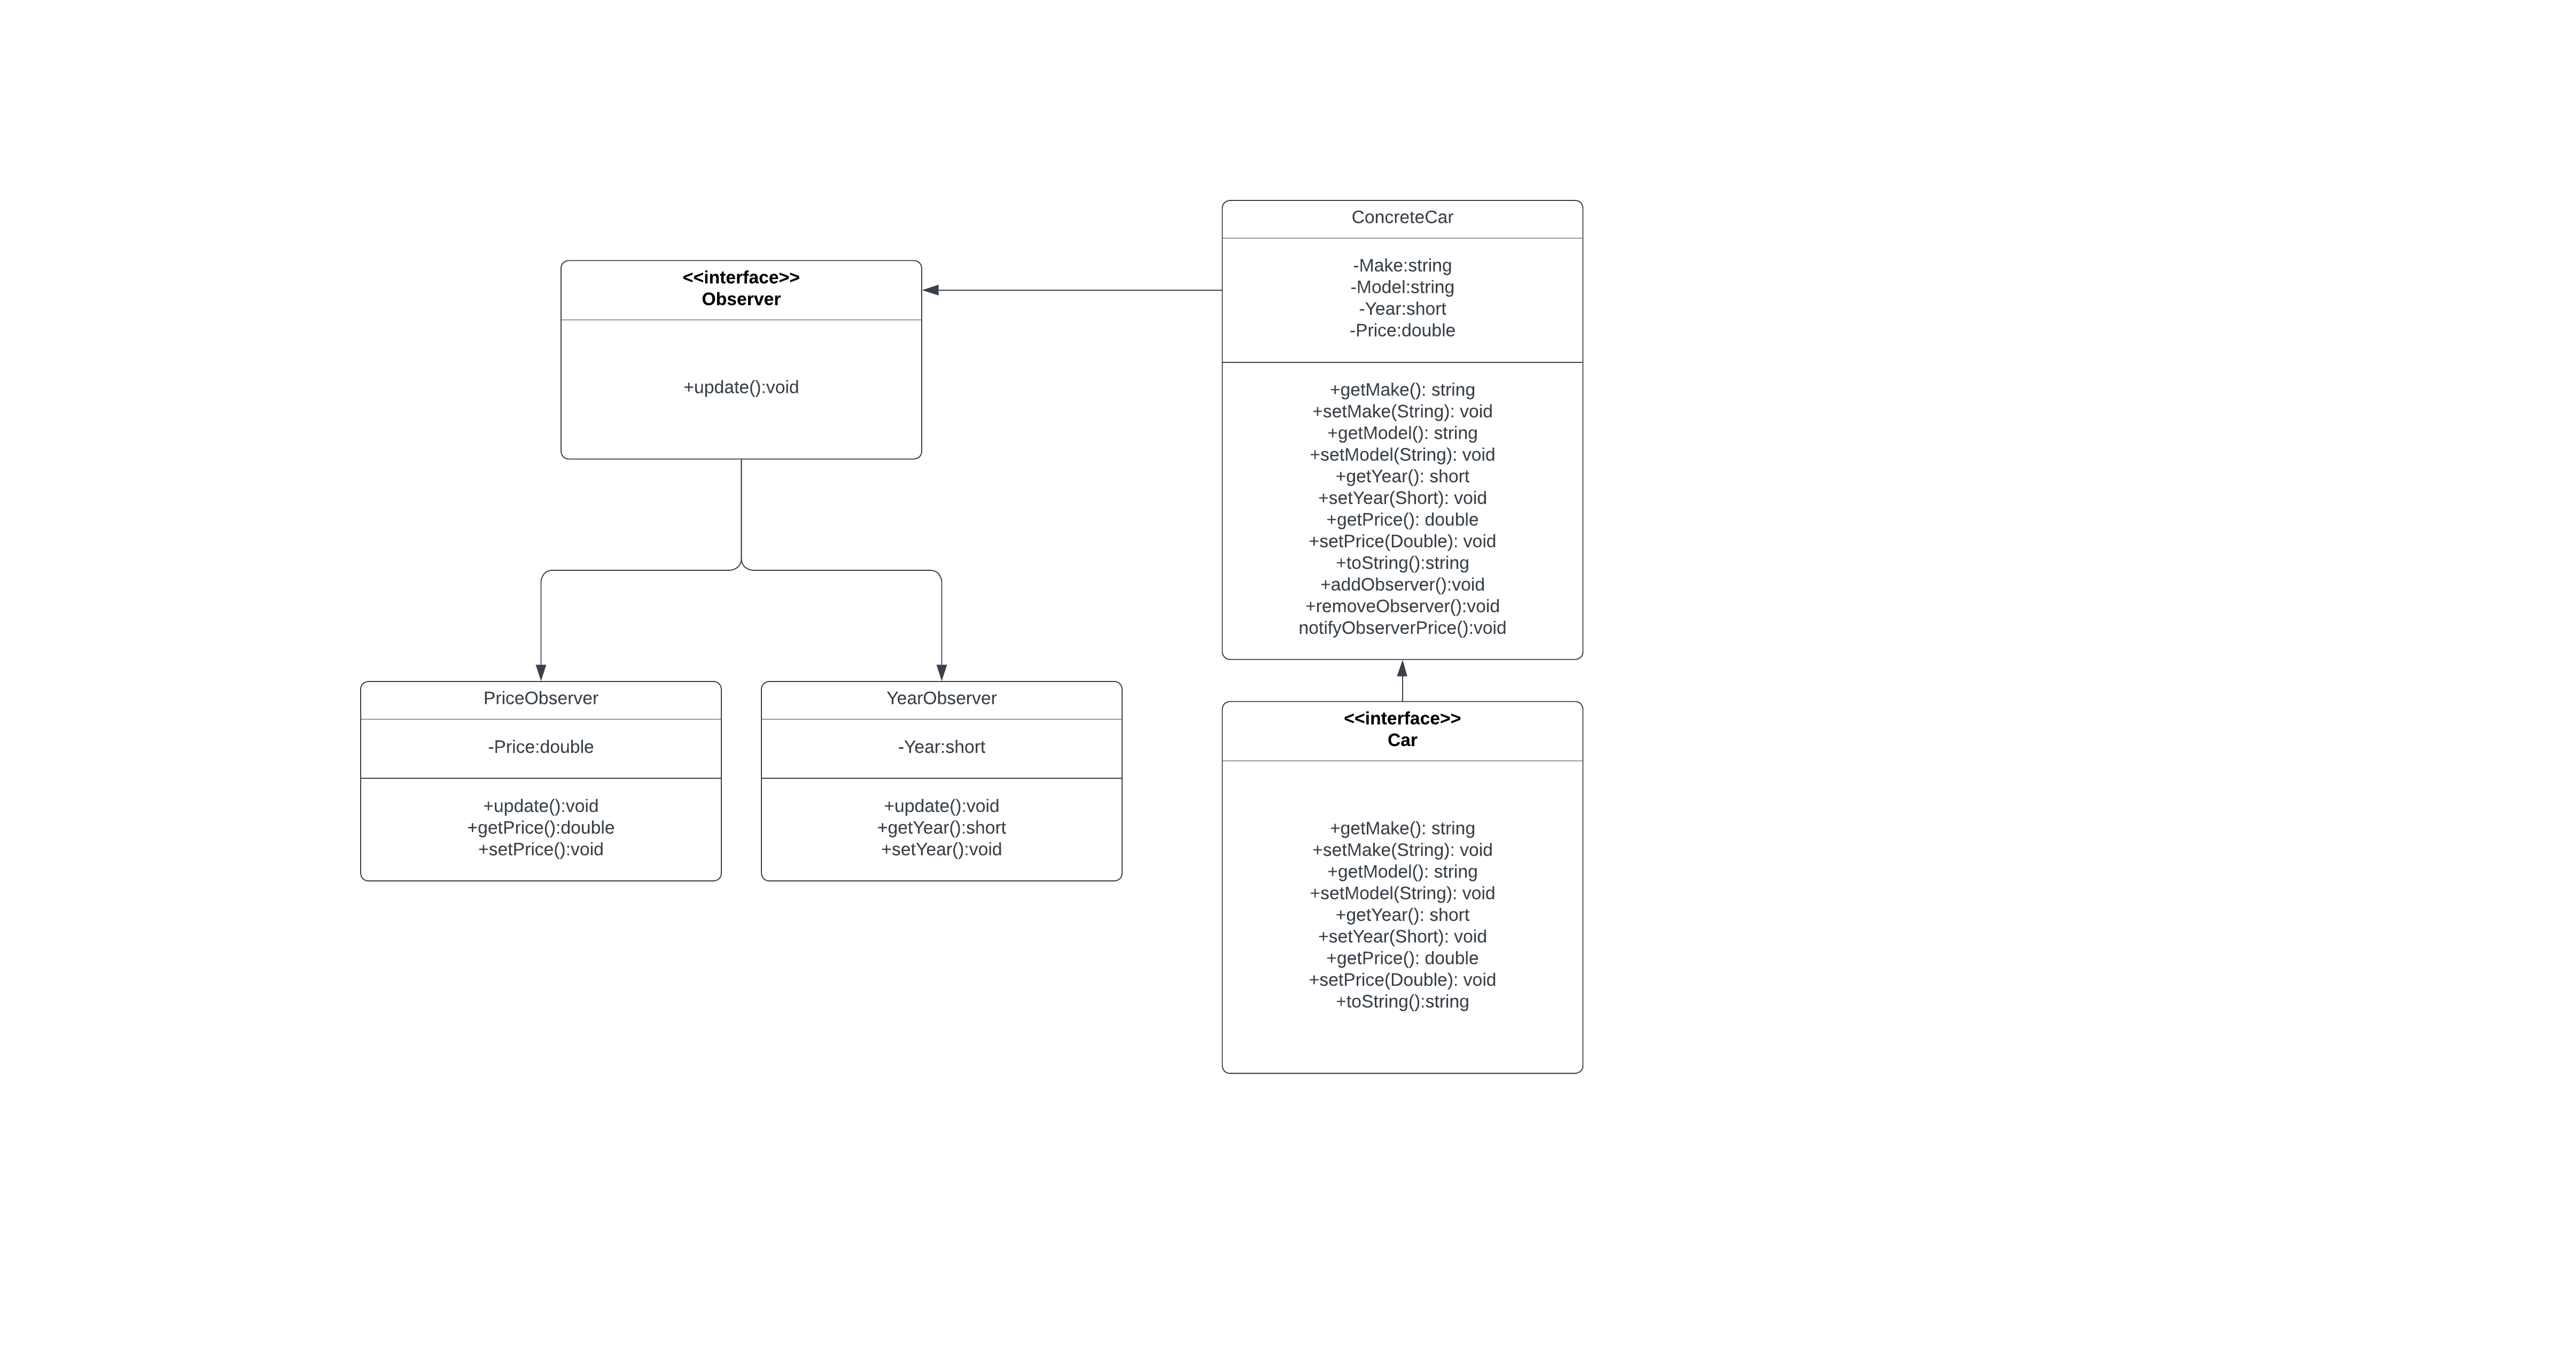 ConcreteCar
-Make:string
-Model:string
-Year:short
-Price:double
+getMake(): string
+setMake(String): void
+getModel(): string
+setModel(String): void
+getYear(): short
+setYear(Short): void
+getPrice(): double
+setPrice(Double): void
+toString():string
+addObserver():void
+removeObserver():void
notifyObserverPrice():void
<<interface>>
Observer
+update():void
PriceObserver
-Price:double
+update():void
+getPrice():double
+setPrice():void
YearObserver
-Year:short
+update():void
+getYear():short
+setYear():void
<<interface>>
Car
+getMake(): string
+setMake(String): void
+getModel(): string
+setModel(String): void
+getYear(): short
+setYear(Short): void
+getPrice(): double
+setPrice(Double): void
+toString():string